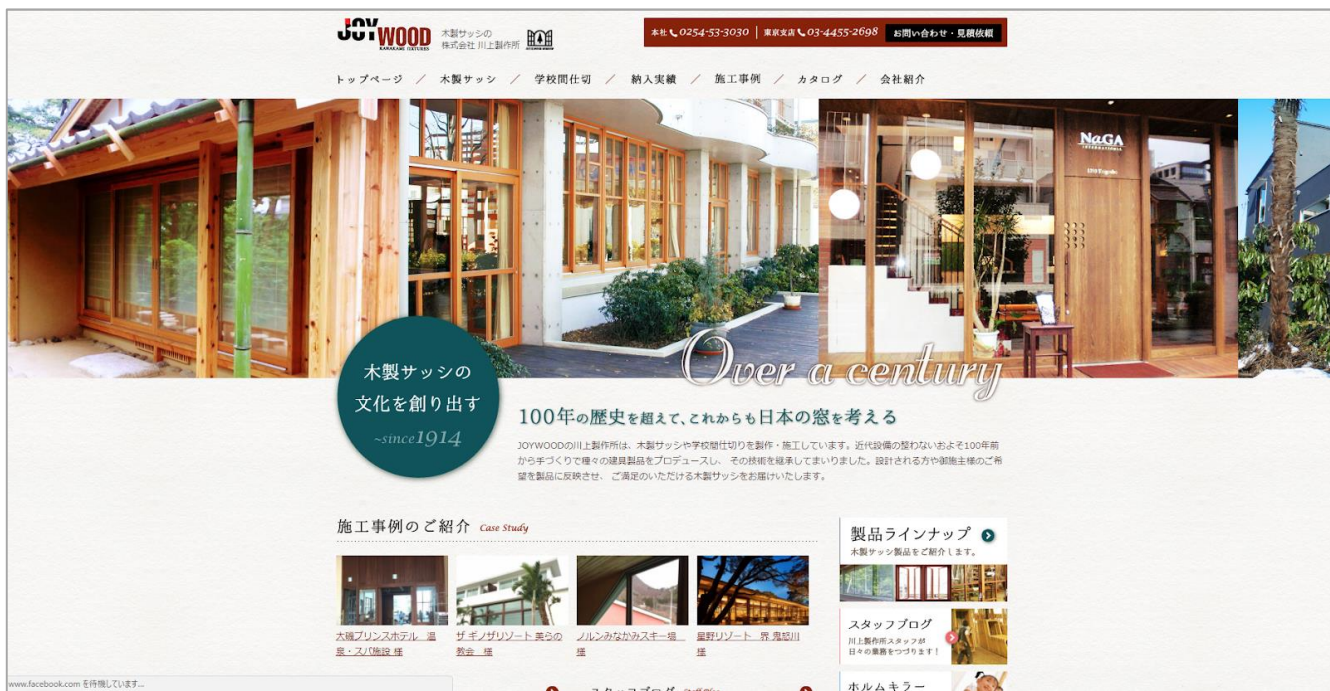 JOYWOOD
KAWAKAMI FIXTURES
木製サッシの
株式会社 川上製作所
本社 0254-53-3030 | 東京支店 03-4455-2698 お問い合わせ・見積依頼
トップページ / 木製サッシ / 学校間仕切 / 納入実績 / 施工事例 / カタログ / 会社紹介
NaGA
INTERNATIONAL
Over a century
木製サッシの
文化を創り出す
~since1914
100年の歴史を超えて、これからも日本の窓を考える
JOYWOODの川上製作所は、木製サッシや学校間仕切りを製作・施工しています。近代設備の整わないおよそ100年前
から手づくりで種々の建具製品をプロデュースし、 その技術を継承してまいりました。設計される方や御施主様のご希
望を製品に反映させ、 ご満足のいただける木製サッシをお届けいたします。
施工事例のご紹介 Case Study
大磯プリンスホテル 温
泉・スパ施設 様
ザ ギノザリゾート 美らの
教会 様
ノルンみなかみスキー場
様
星野リゾート 界 鬼怒川
様
製品ラインナップ
木製サッシ製品をご紹介します。
スタッフブログ
川上製作所スタッフが
日々の業務をつづります！
ホルムキラー
www.facebook.com を待機しています...
スタッフブログ